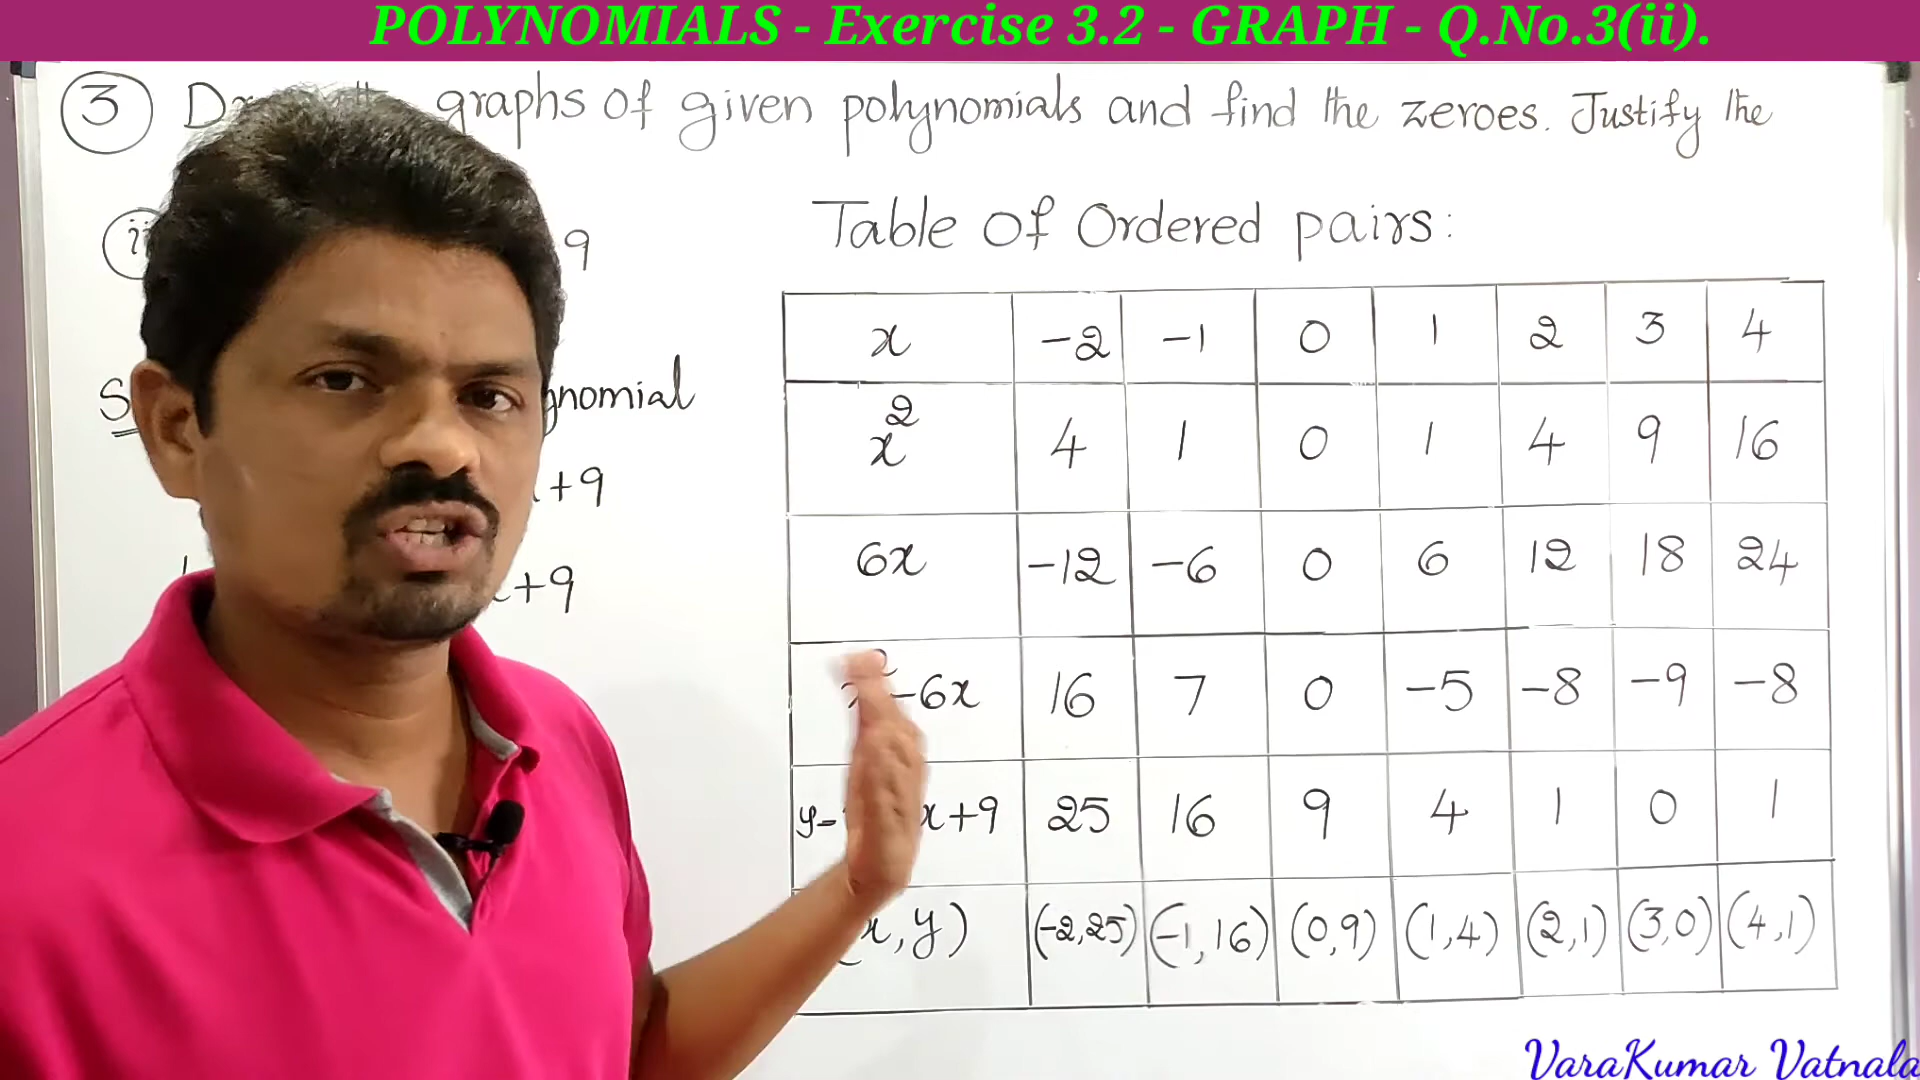 POLYNOMIALS - Exercise 3.2 - GRAPH - Q.No.3(ii).
3 graphs of given polynomials and find the zeroes. Justify the
9
+9
+9
Table of Ordered pairs:
x -2 -1 0 1 2 3 4
x² 4 1 0 1 4 9 16
6x -12 -6 0 6 12 18 24
-6x 16 7 0 -5 -8 -9 -8
y= x+9 25 16 9 4 1 0 1
x,y) (-2,25) (-1,16) (0,9) (1,4) (2,1) (3,0) (4,1)
VaraKumar Vatnala